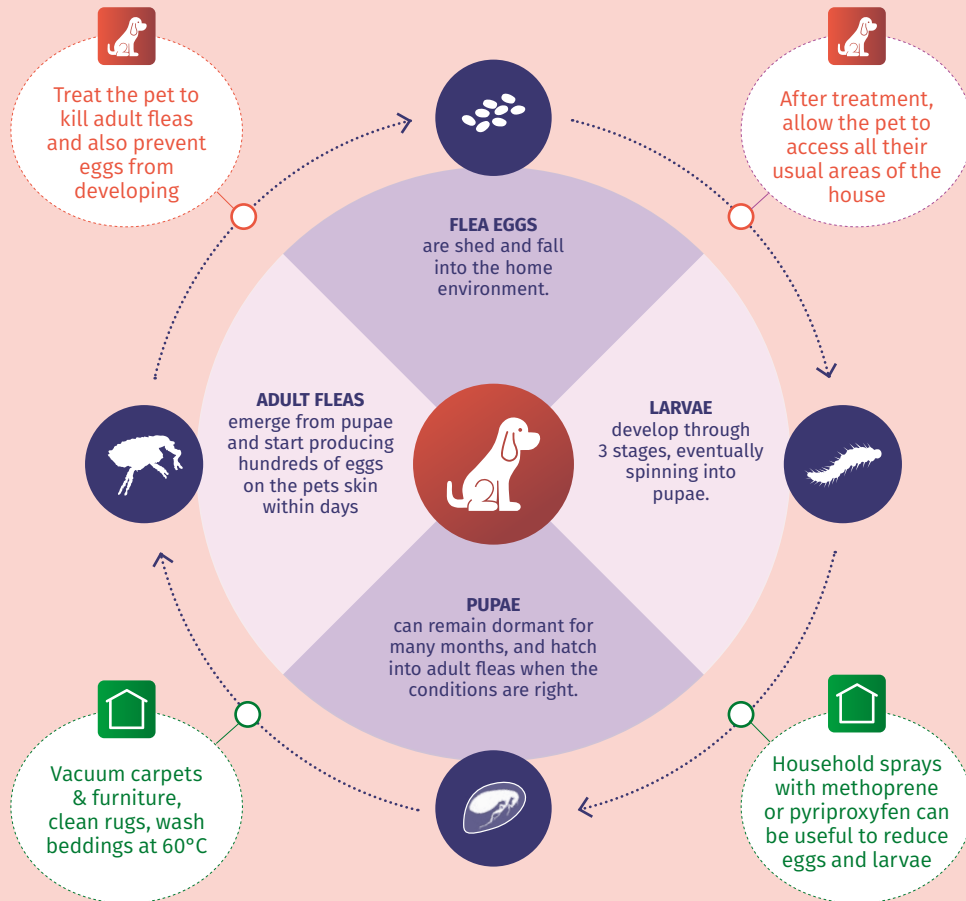 Treat the pet to
kill adult fleas
and also prevent
eggs from
developing
After treatment,
allow the pet to
access all their
usual areas of the
house
FLEA EGGS
are shed and fall
into the home
environment.
ADULT FLEAS
emerge from pupae
and start producing
hundreds of eggs
on the pets skin
within days
LARVAE
develop through
3 stages, eventually
spinning into
pupae.
PUPAE
can remain dormant for
many months, and hatch
into adult fleas when the
conditions are right.
Vacuum carpets
& furniture,
clean rugs, wash
beddings at 60°C
Household sprays
with methoprene
or pyriproxyfen can
be useful to reduce
eggs and larvae